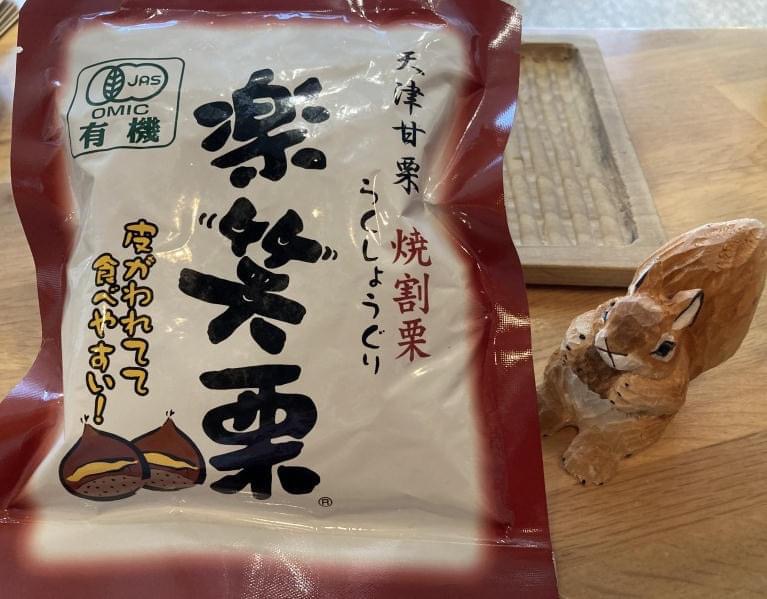 天津甘栗
らくしょうぐり
焼割栗
楽笑栗
®
皮がわれてて
食べやすい！
JAS
OMIC
有機